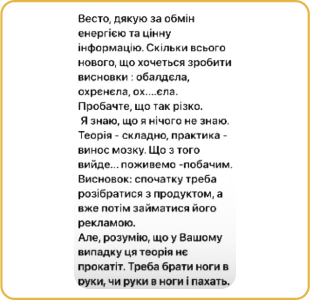 Весто, дякую за обмін
енергією та цінну
інформацію. Скільки всього
нового, що хочеться зробити
висновки : обалдєла,
охрєнєла, ох....єла.
Пробачте, що так різко.
Я знаю, що я нічого не знаю.
Теорія - складно, практика -
винос мозку. Що з того
вийде... поживемо -побачим.
Висновок: спочатку треба
розібратися з продуктом, а
вже потім займатися його
рекламою.
Але, розумію, що у Вашому
випадку ця теорія нє
прокатіт. Треба брати ноги в
руки, чи руки в ноги і пахать.